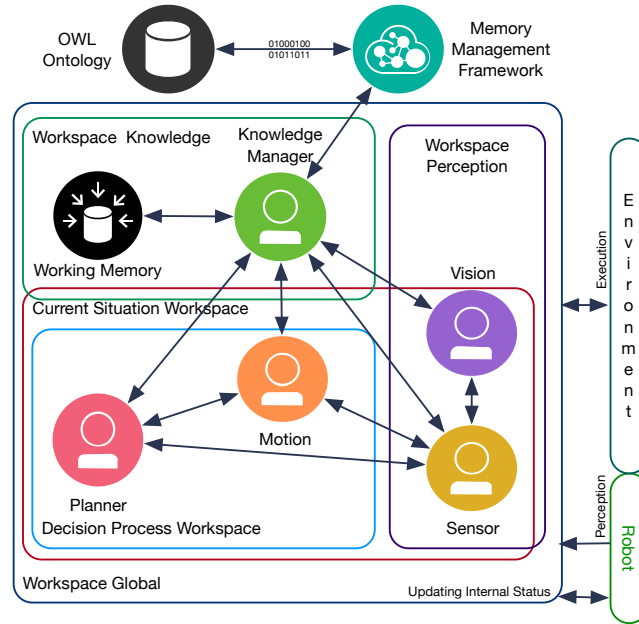 OWL
Ontology
01000100
01011011
Memory
Management
Framework
Workspace Knowledge
Knowledge
Manager
Workspace
Perception
Working Memory
Vision
Current Situation Workspace
Motion
Planner
Decision Process Workspace
Sensor
Workspace Global
Updating Internal Status
Execution
Environment
Perception
Robot